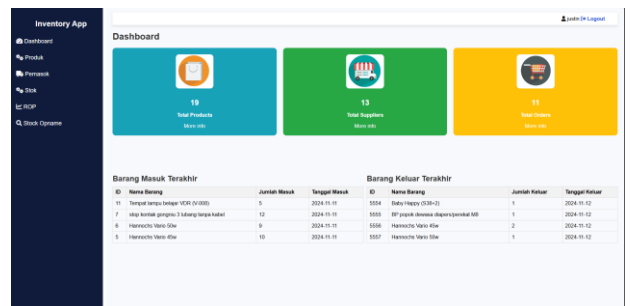 Inventory App
justin Logout
Dashboard
Produk
Pemasok
Stok
ROP
Stock Opname
Dashboard
19
Total Products
More info
13
Total Suppliers
More info
11
Total Orders
More info
Barang Masuk Terakhir
ID Nama Barang Jumlah Masuk Tanggal Masuk
11 Tempat lampu belajar VDR (V-008) 5 2024-11-11
7 stop kontak gongniu 3 lubang tanpa kabel 12 2024-11-11
6 Hannochs Vario 50w 9 2024-11-11
5 Hannochs Vario 45w 10 2024-11-11
Barang Keluar Terakhir
ID Nama Barang Jumlah Keluar Tanggal Keluar
5554 Baby Happy (S38+2) 1 2024-11-12
5555 BP popok dewasa diapers/perekat M8 1 2024-11-12
5556 Hannochs Vario 45w 2 2024-11-12
5557 Hannochs Vario 50w 1 2024-11-12